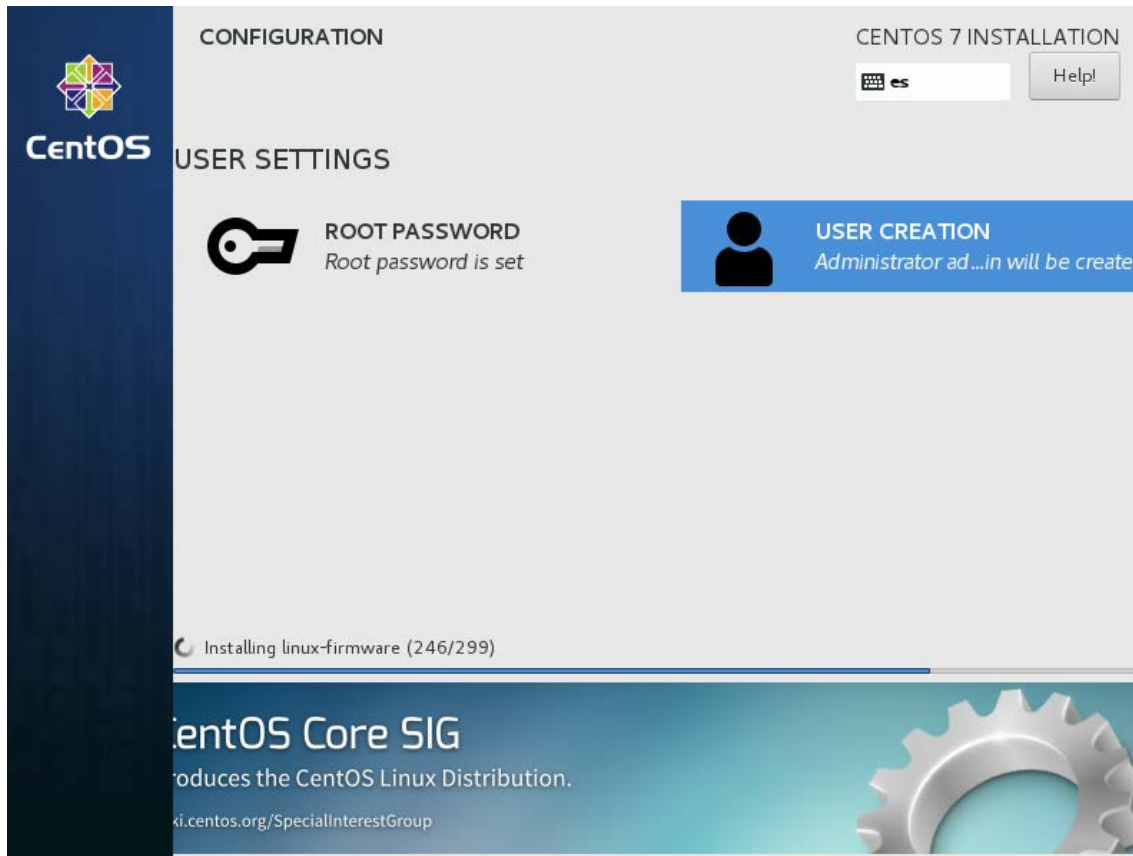 CentOS
CONFIGURATION
CENTOS 7 INSTALLATION
es
Help!
USER SETTINGS
ROOT PASSWORD
Root password is set
USER CREATION
Administrator ad...in will be create
Installing linux-firmware (246/299)
entOS Core SIG
roduces the CentOS Linux Distribution.
ki.centos.org/SpecialInterestGroup